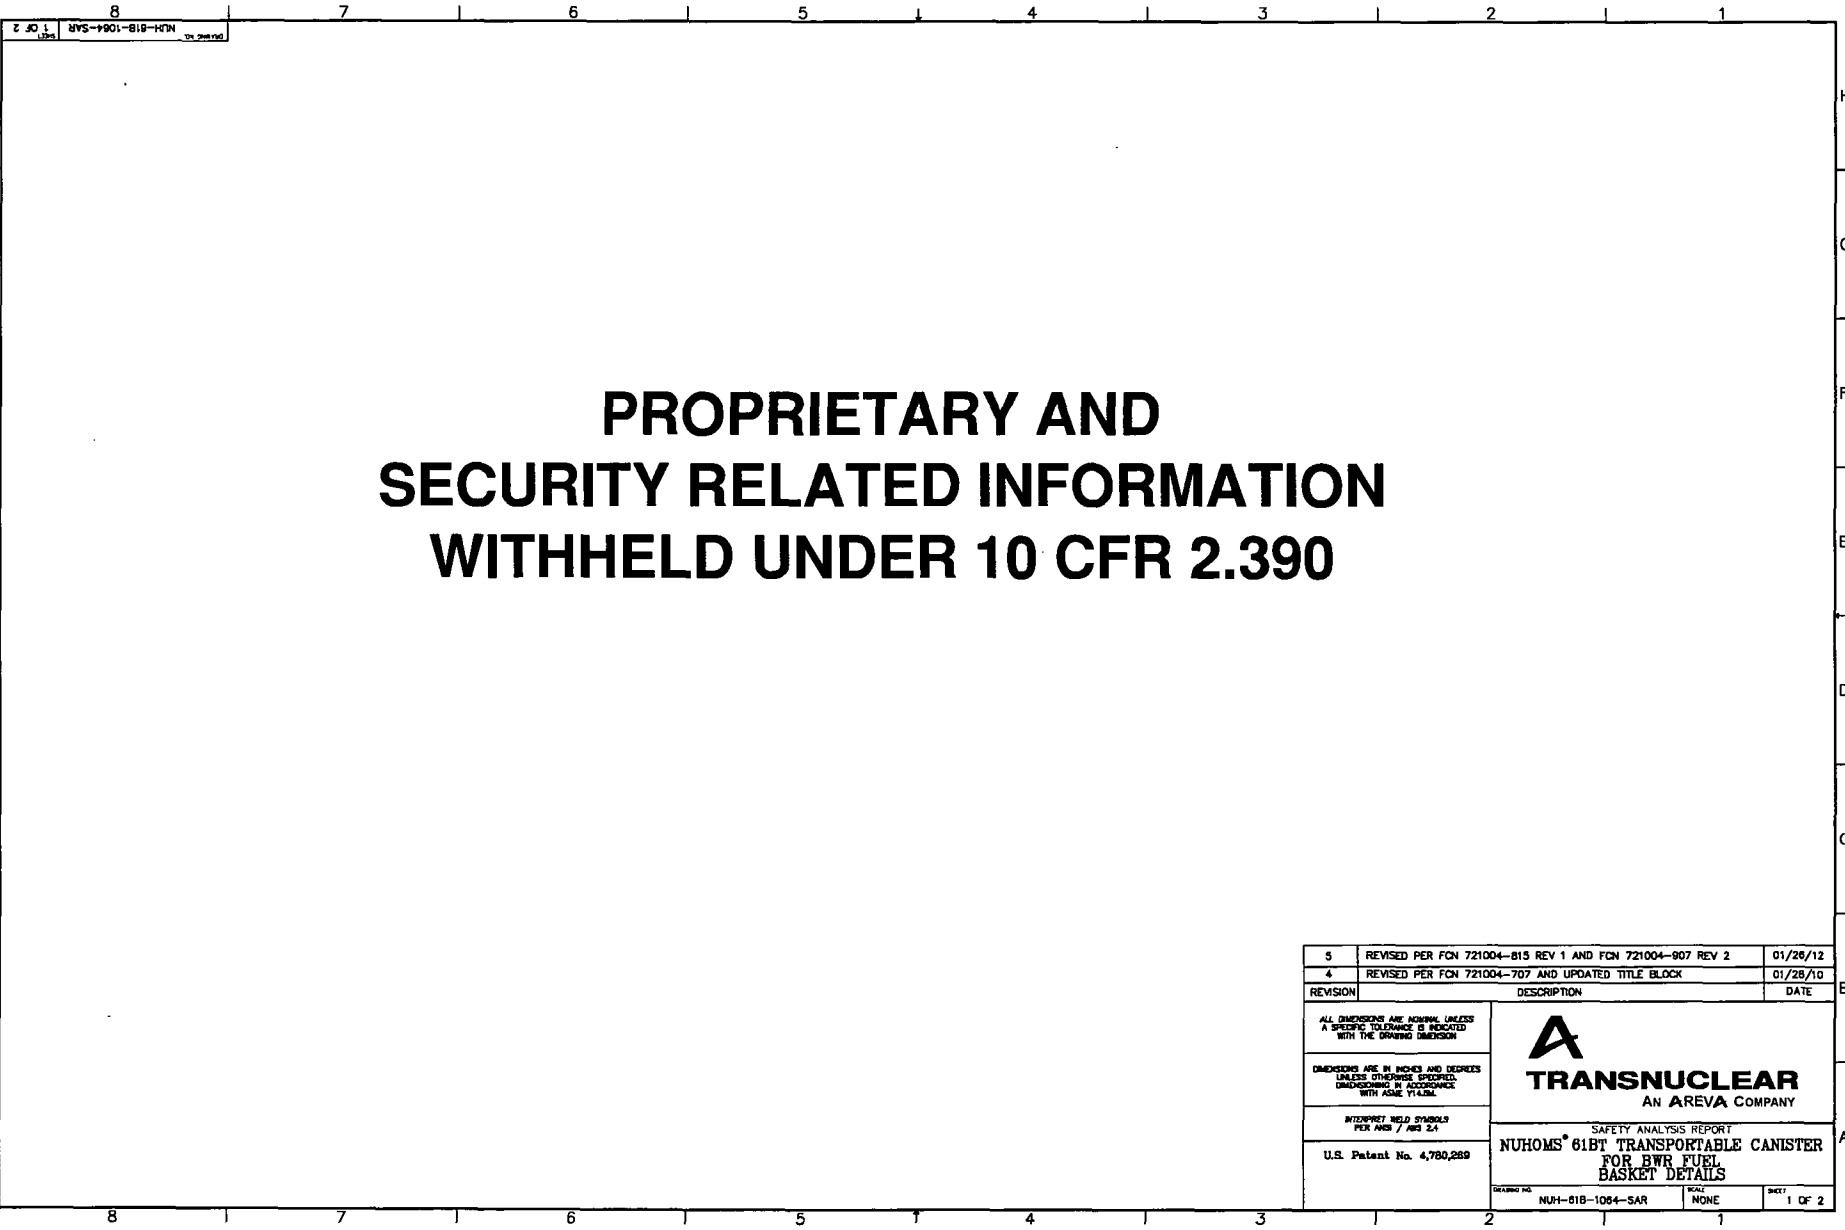 8 7 6 5 4 3 2 1
DRAWING NO. NUH-61B-1064-SAR SHEET 1 OF 2
PROPRIETARY AND
SECURITY RELATED INFORMATION
WITHHELD UNDER 10 CFR 2.390
H
G
F
E
D
C
B
A
5 REVISED PER FCN 721004-815 REV 1 AND FCN 721004-907 REV 2 01/26/12
4 REVISED PER FCN 721004-707 AND UPDATED TITLE BLOCK 01/28/10
REVISION DESCRIPTION DATE
ALL DIMENSIONS ARE NOMINAL UNLESS
A SPECIFIC TOLERANCE IS INDICATED
WITH THE DRAWING DIMENSION
DIMENSIONS ARE IN INCHES AND DEGREES
UNLESS OTHERWISE SPECIFIED.
DIMENSIONING IN ACCORDANCE
WITH ASME Y14.5M.
INTERPRET WELD SYMBOLS
PER ANSI / AWS 2.4
U.S. Patent No. 4,780,269
TRANSNUCLEAR
AN AREVA COMPANY
SAFETY ANALYSIS REPORT
NUHOMS® 61BT TRANSPORTABLE CANISTER
FOR BWR FUEL
BASKET DETAILS
DRAWING NO. NUH-61B-1064-SAR SCALE NONE SHEET 1 OF 2
8 7 6 5 4 3 2 1